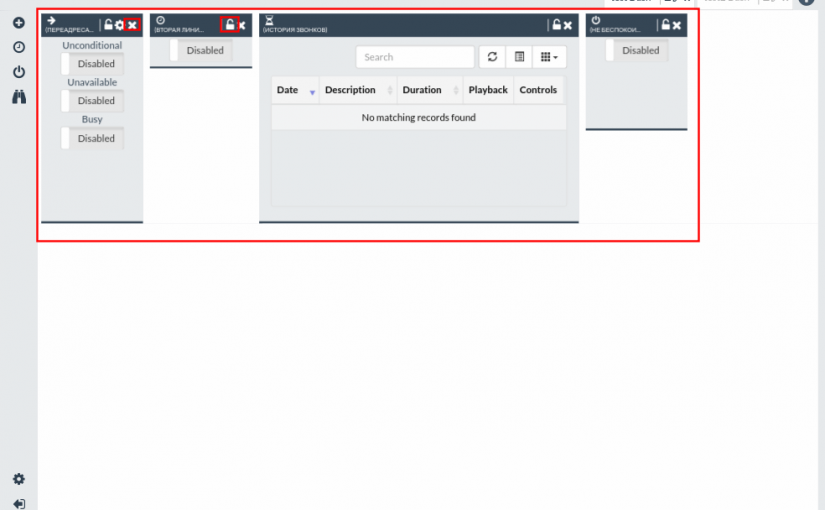 (ПЕРЕАДРЕСА...
Unconditional
Disabled
Unavailable
Disabled
Busy
Disabled
(ВТОРАЯ ЛИНИ...
Disabled
(ИСТОРИЯ ЗВОНКОВ)
Search
Date Description Duration Playback Controls
No matching records found
(НЕ БЕСПОКОИ...
Disabled